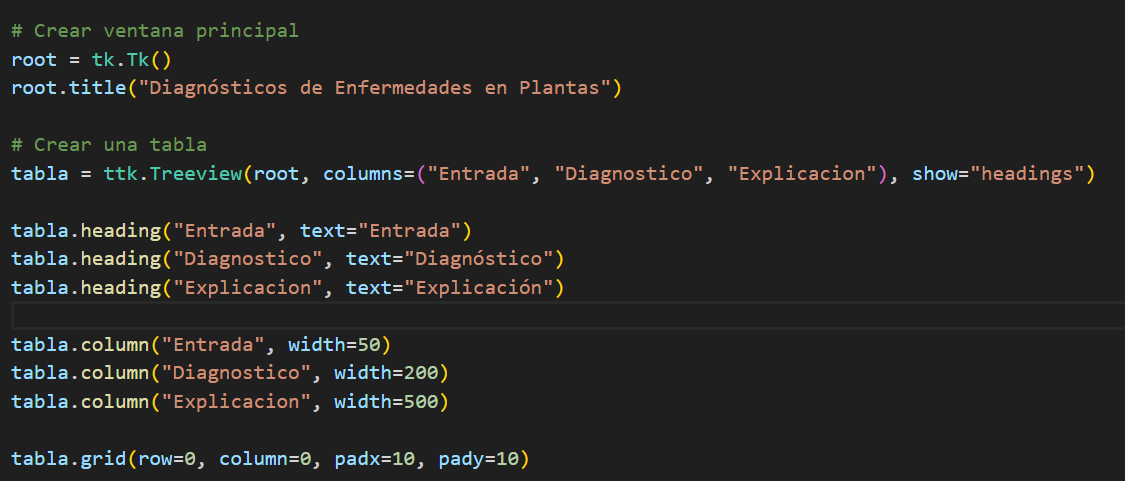 # Crear ventana principal
root = tk.Tk()
root.title("Diagnósticos de Enfermedades en Plantas")
# Crear una tabla
tabla = ttk.Treeview(root, columns=("Entrada", "Diagnostico", "Explicacion"), show="headings")
tabla.heading("Entrada", text="Entrada")
tabla.heading("Diagnostico", text="Diagnóstico")
tabla.heading("Explicacion", text="Explicación")
tabla.column("Entrada", width=50)
tabla.column("Diagnostico", width=200)
tabla.column("Explicacion", width=500)
tabla.grid(row=0, column=0, padx=10, pady=10)